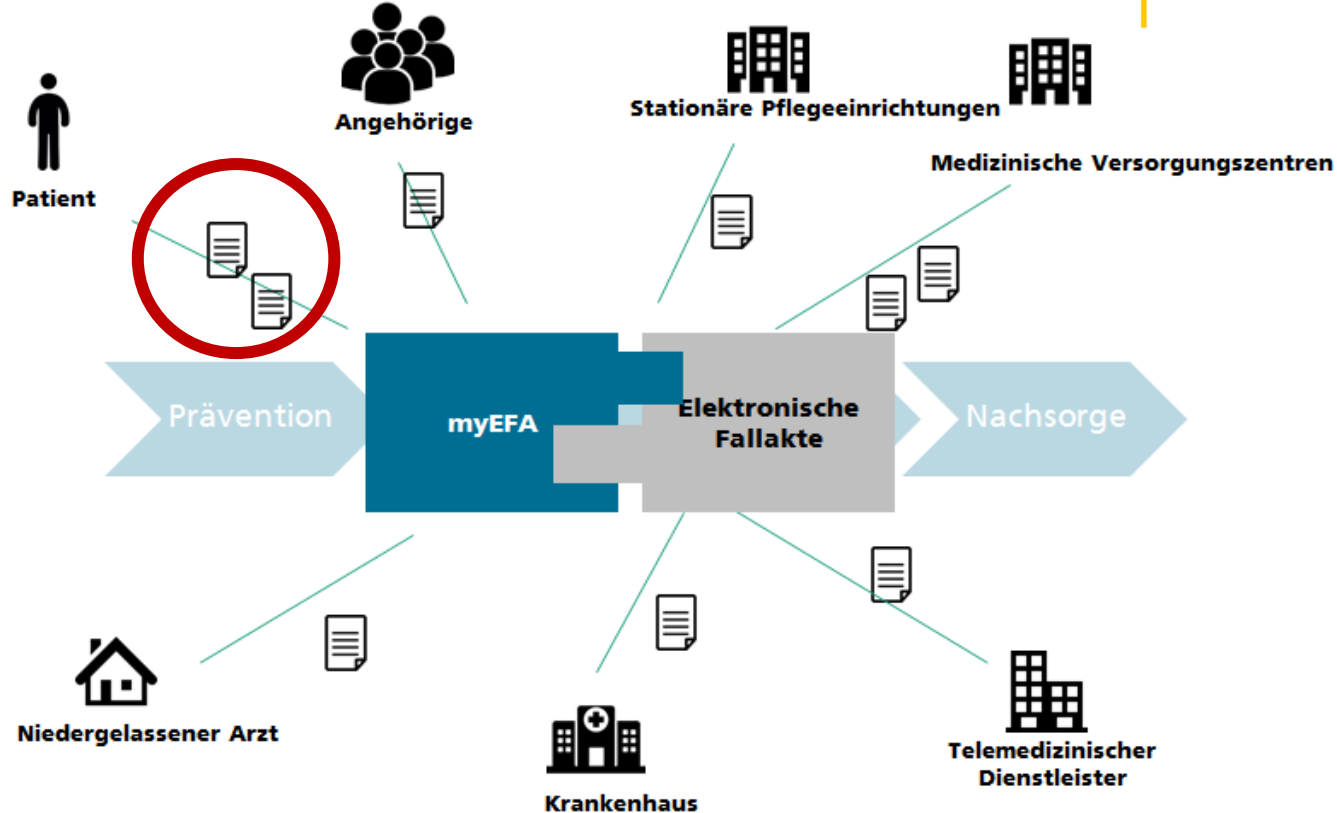 Angehörige
Stationäre Pflegeeinrichtungen
Medizinische Versorgungszentren
Patient
Prävention
myEFA
Elektronische
Fallakte
Nachsorge
Niedergelassener Arzt
Krankenhaus
Telemedizinischer
Dienstleister